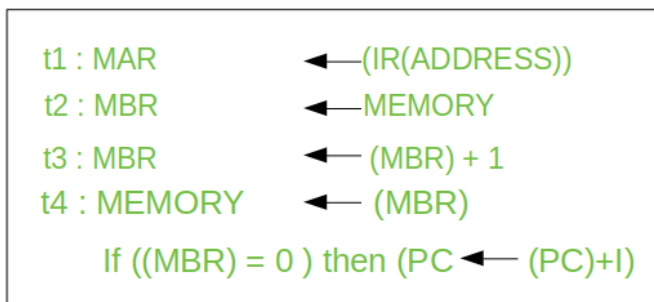 t1 : MAR ← (IR(ADDRESS))
t2 : MBR ← MEMORY
t3 : MBR ← (MBR) + 1
t4 : MEMORY ← (MBR)
If ((MBR) = 0 ) then (PC ← (PC)+I)